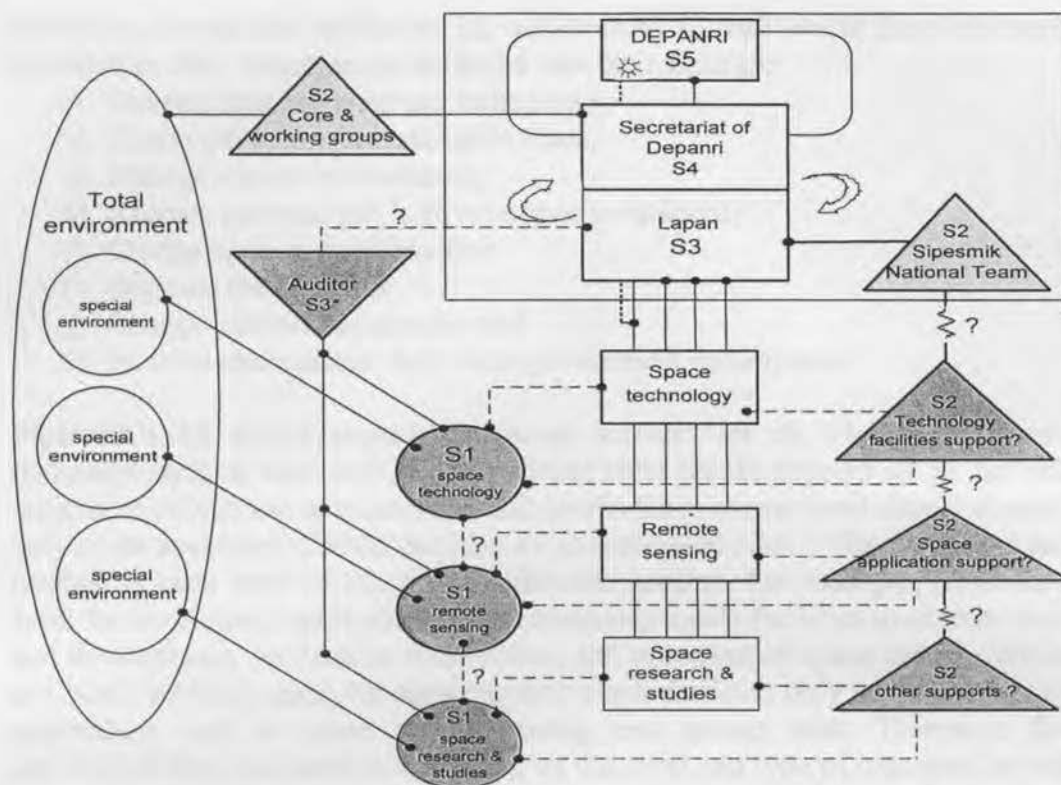 DEPANRI
S5
S2
Core &
working groups
Secretariat of
Depanri
S4
Total
environment
?
Lapan
S3
S2
Sipesmik
National Team
Auditor
S3*
special
environment
?
Space
technology
S2
Technology
facilities support?
S1
space
technology
special
environment
?
?
Remote
sensing
S2
Space
application support?
S1
remote
sensing
special
environment
?
?
Space
research
& studies
S2
other supports ?
S1
space
research
& studies